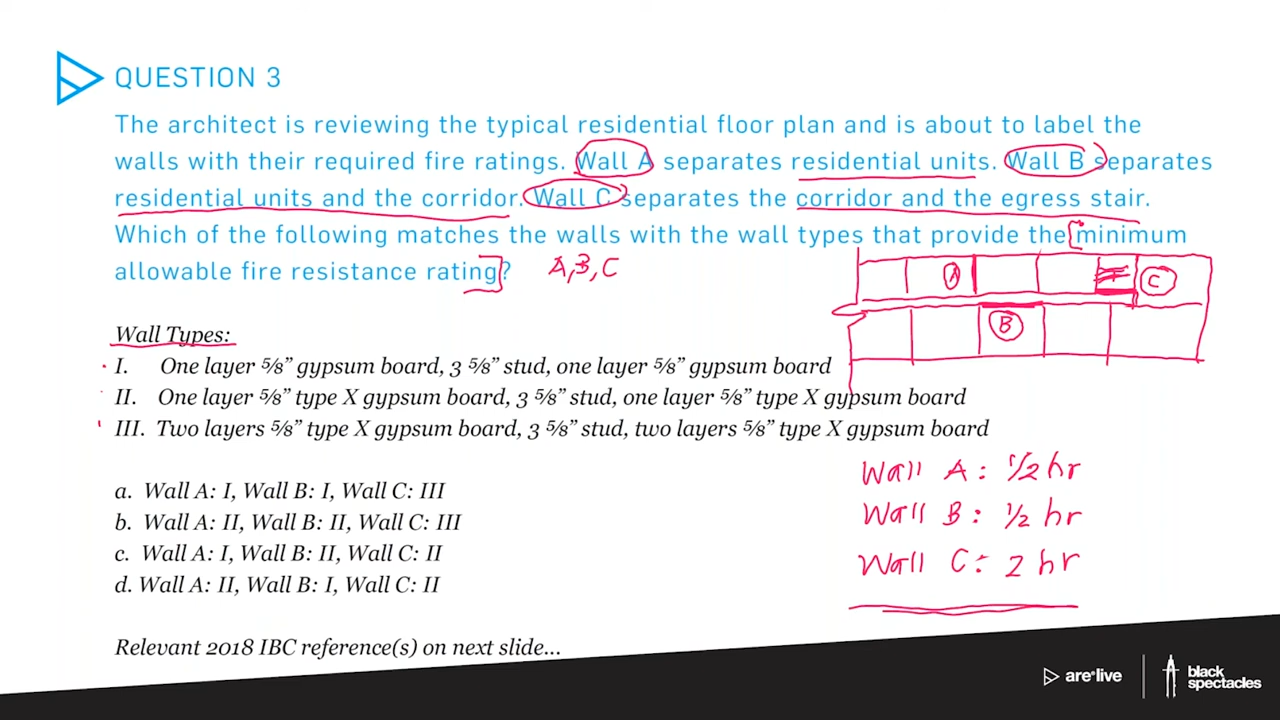 QUESTION 3
The architect is reviewing the typical residential floor plan and is about to label the
walls with their required fire ratings. Wall A separates residential units. Wall B separates
residential units and the corridor. Wall C separates the corridor and the egress stair.
Which of the following matches the walls with the wall types that provide the [minimum
allowable fire resistance rating]?
A, B, C
A
C
B
Wall Types:
I. One layer ⅝” gypsum board, 3 ⅝” stud, one layer ⅝” gypsum board
II. One layer ⅝” type X gypsum board, 3 ⅝” stud, one layer ⅝” type X gypsum board
III. Two layers ⅝” type X gypsum board, 3 ⅝” stud, two layers ⅝” type X gypsum board
a. Wall A: I, Wall B: I, Wall C: III
b. Wall A: II, Wall B: II, Wall C: III
c. Wall A: I, Wall B: II, Wall C: II
d. Wall A: II, Wall B: I, Wall C: II
Wall A: 1/2 hr
Wall B: 1/2 hr
Wall C: 2 hr
Relevant 2018 IBC reference(s) on next slide...
are®live
black
spectacles